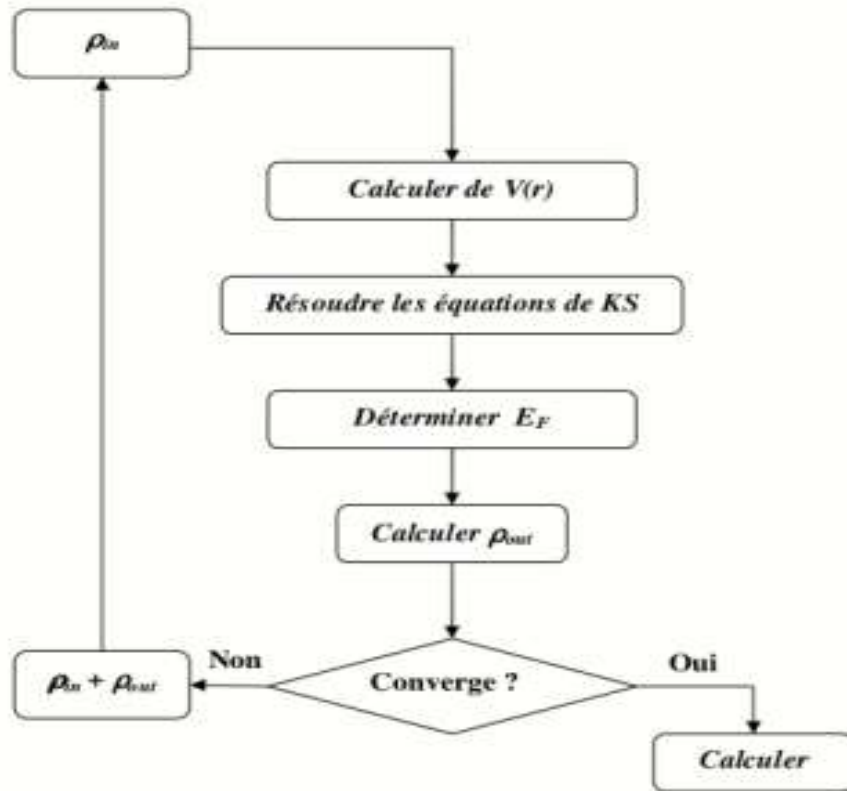 ρin
Calculer de V(r)
Résoudre les équations de KS
Déterminer EF
Calculer ρout
Non
Oui
ρin + ρout
Converge ?
Calculer